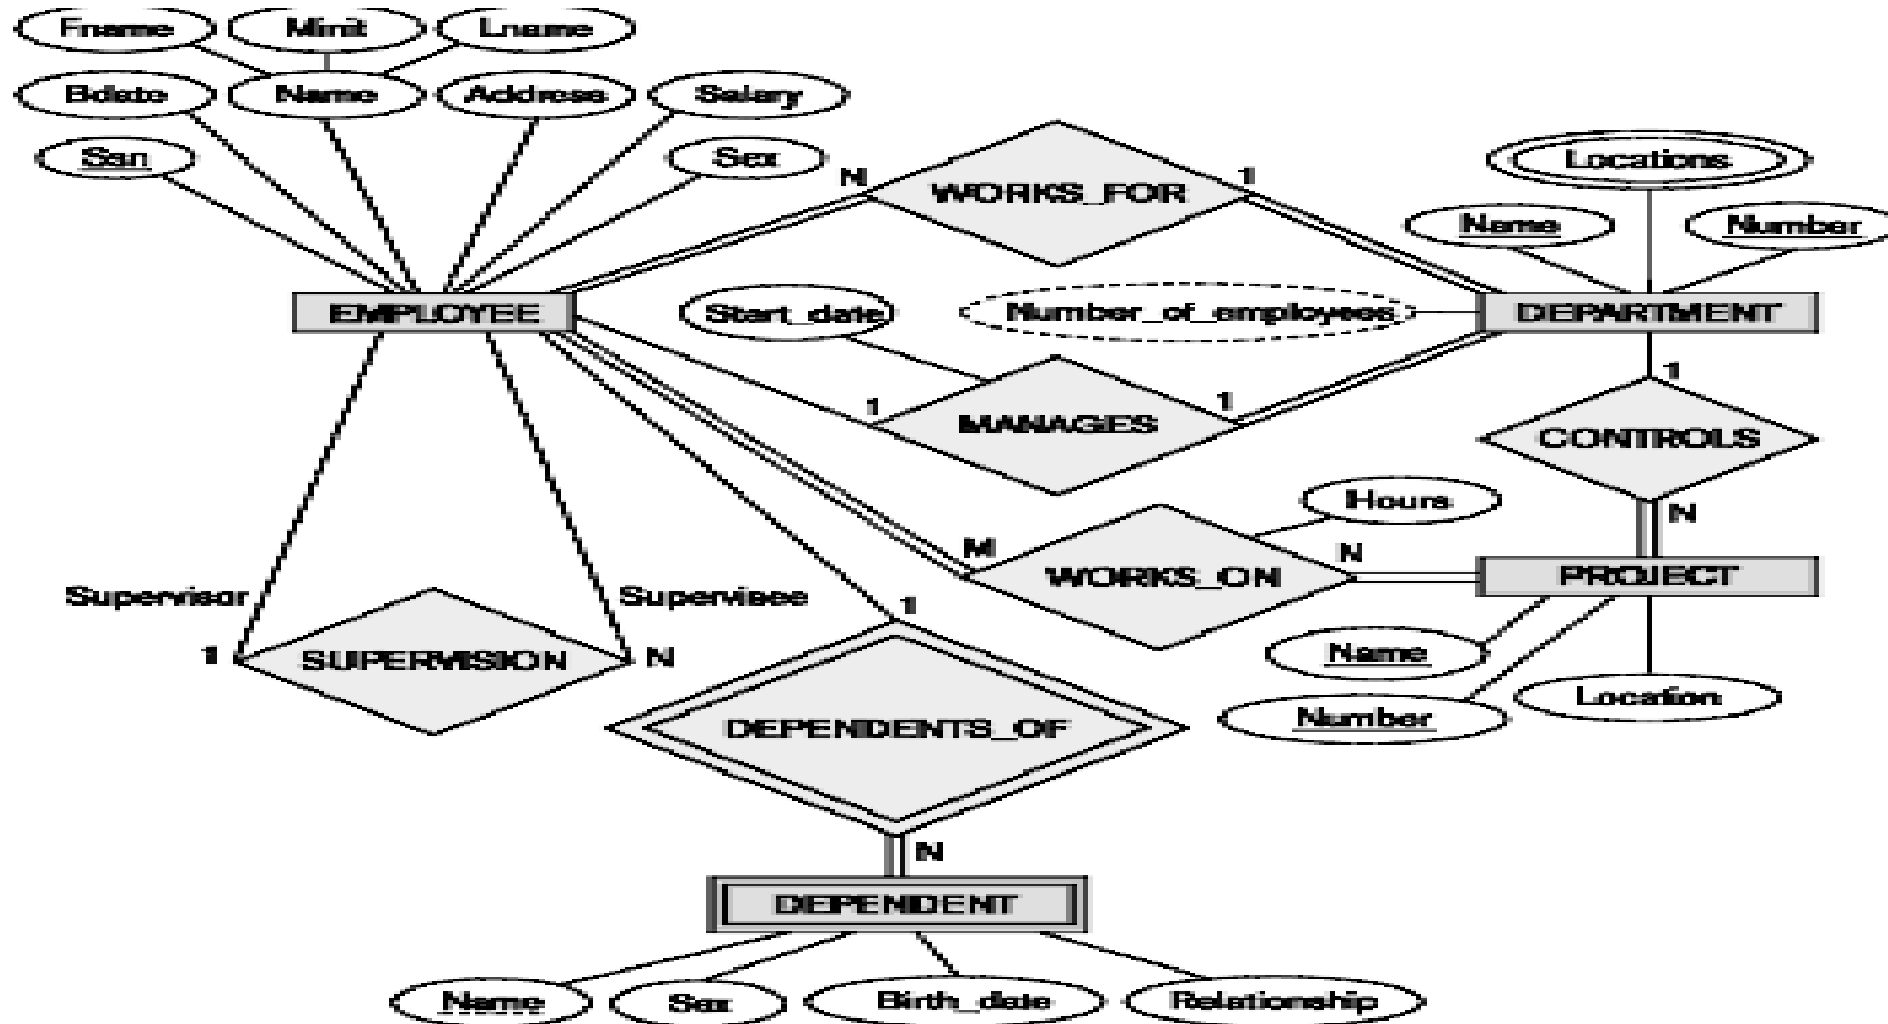 Fname Minit Lname
Bdate Name Address Salary
Ssn Sex
N WORKS_FOR 1
Locations
Name Number
EMPLOYEE
Start_date Number_of_employees
DEPARTMENT
1 MANAGES 1
1
CONTROLS
N
Hours
M WORKS_ON N
PROJECT
Supervisor Supervisee
1 SUPERVISION N
1
DEPENDENTS_OF
Name
Number Location
N
DEPENDENT
Name Sex Birth_date Relationship